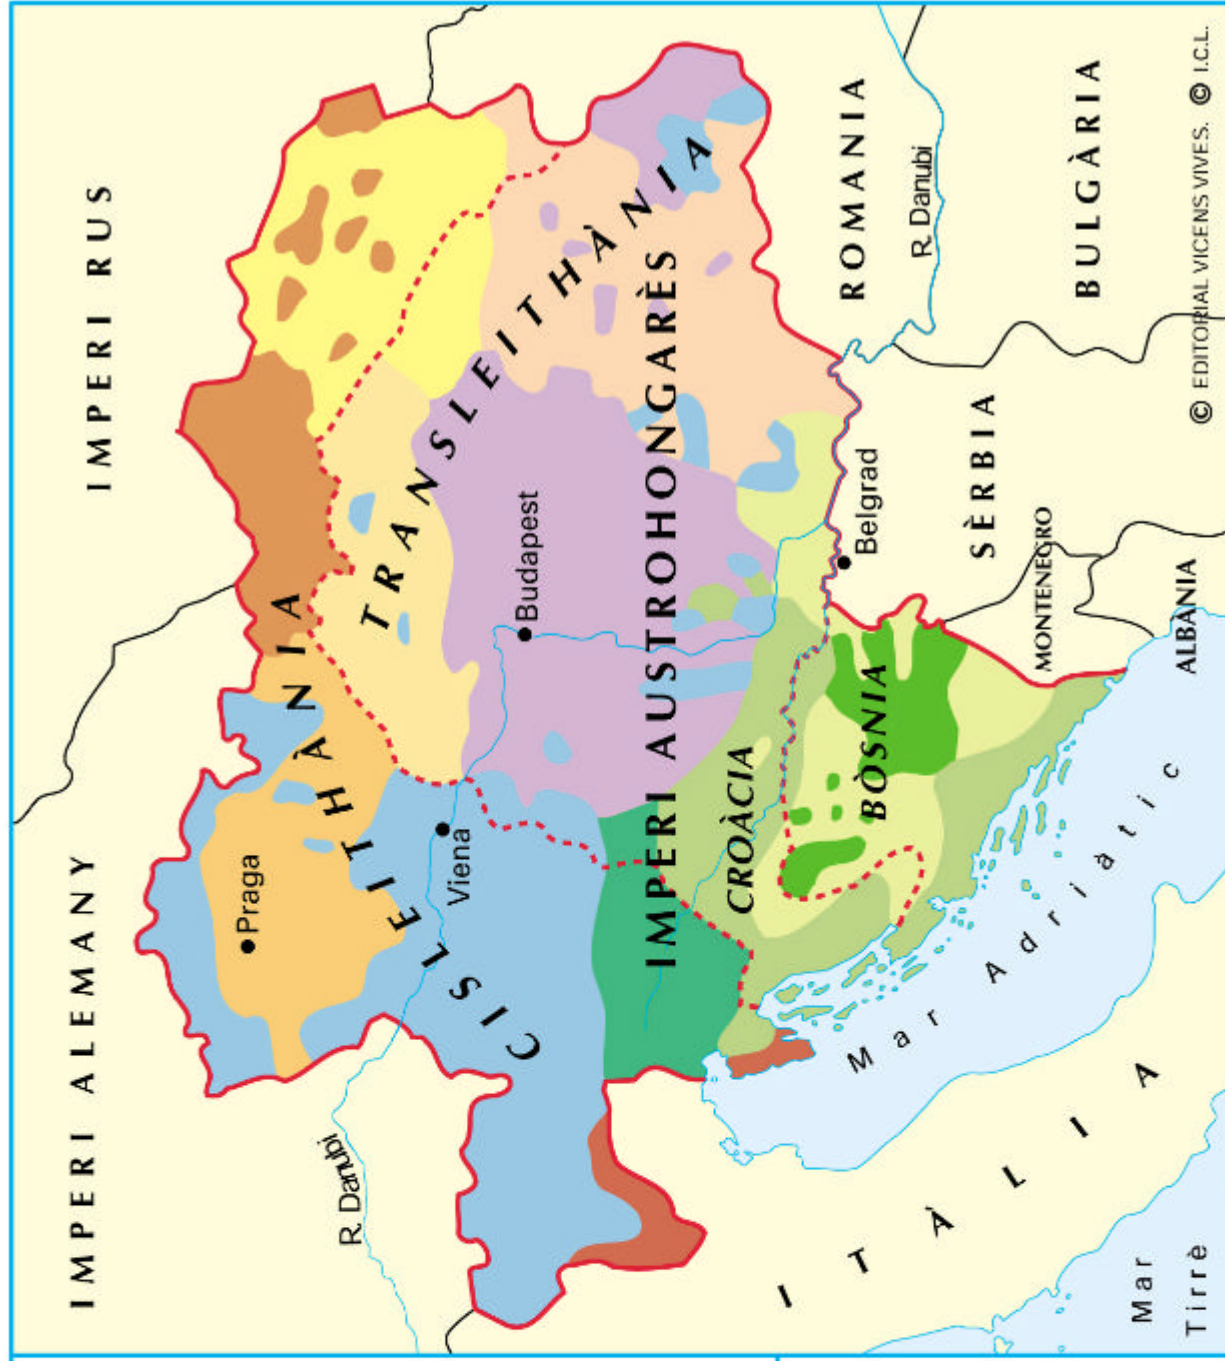 IMPERI ALEMANY
IMPERI RUS
Praga
CISLEITHÀNIA
TRANSLEITHÀNIA
R. Danubi
Viena
Budapest
IMPERI AUSTROHONGARÈS
CROÀCIA
BÒSNIA
Belgrad
ROMANIA
R. Danubi
SÈRBIA
BULGÀRIA
MONTENEGRO
ALBANIA
Mar Adriàtic
ITÀLIA
Mar
Tirrè
© EDITORIAL VICENS VIVES. © I.C.L.